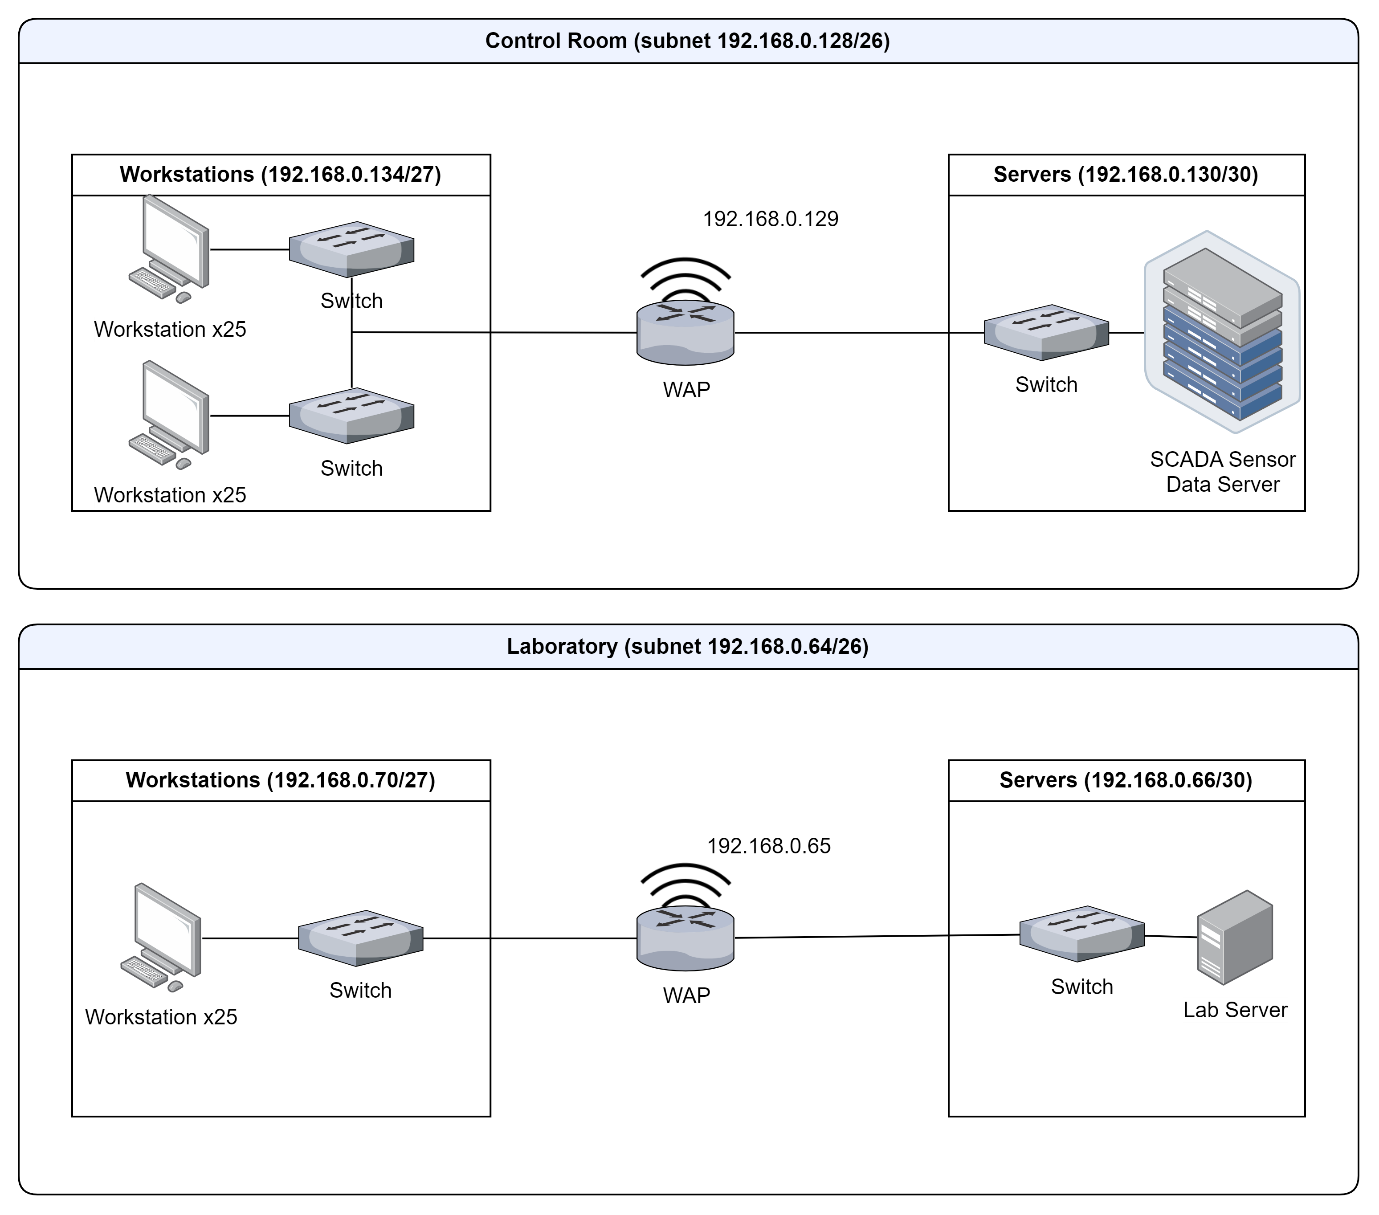 Control Room (subnet 192.168.0.128/26)
Workstations (192.168.0.134/27)
Switch
Workstation x25
Switch
Workstation x25
192.168.0.129
WAP
Servers (192.168.0.130/30)
Switch
SCADA Sensor
Data Server
Laboratory (subnet 192.168.0.64/26)
Workstations (192.168.0.70/27)
Switch
Workstation x25
192.168.0.65
WAP
Servers (192.168.0.66/30)
Switch
Lab Server